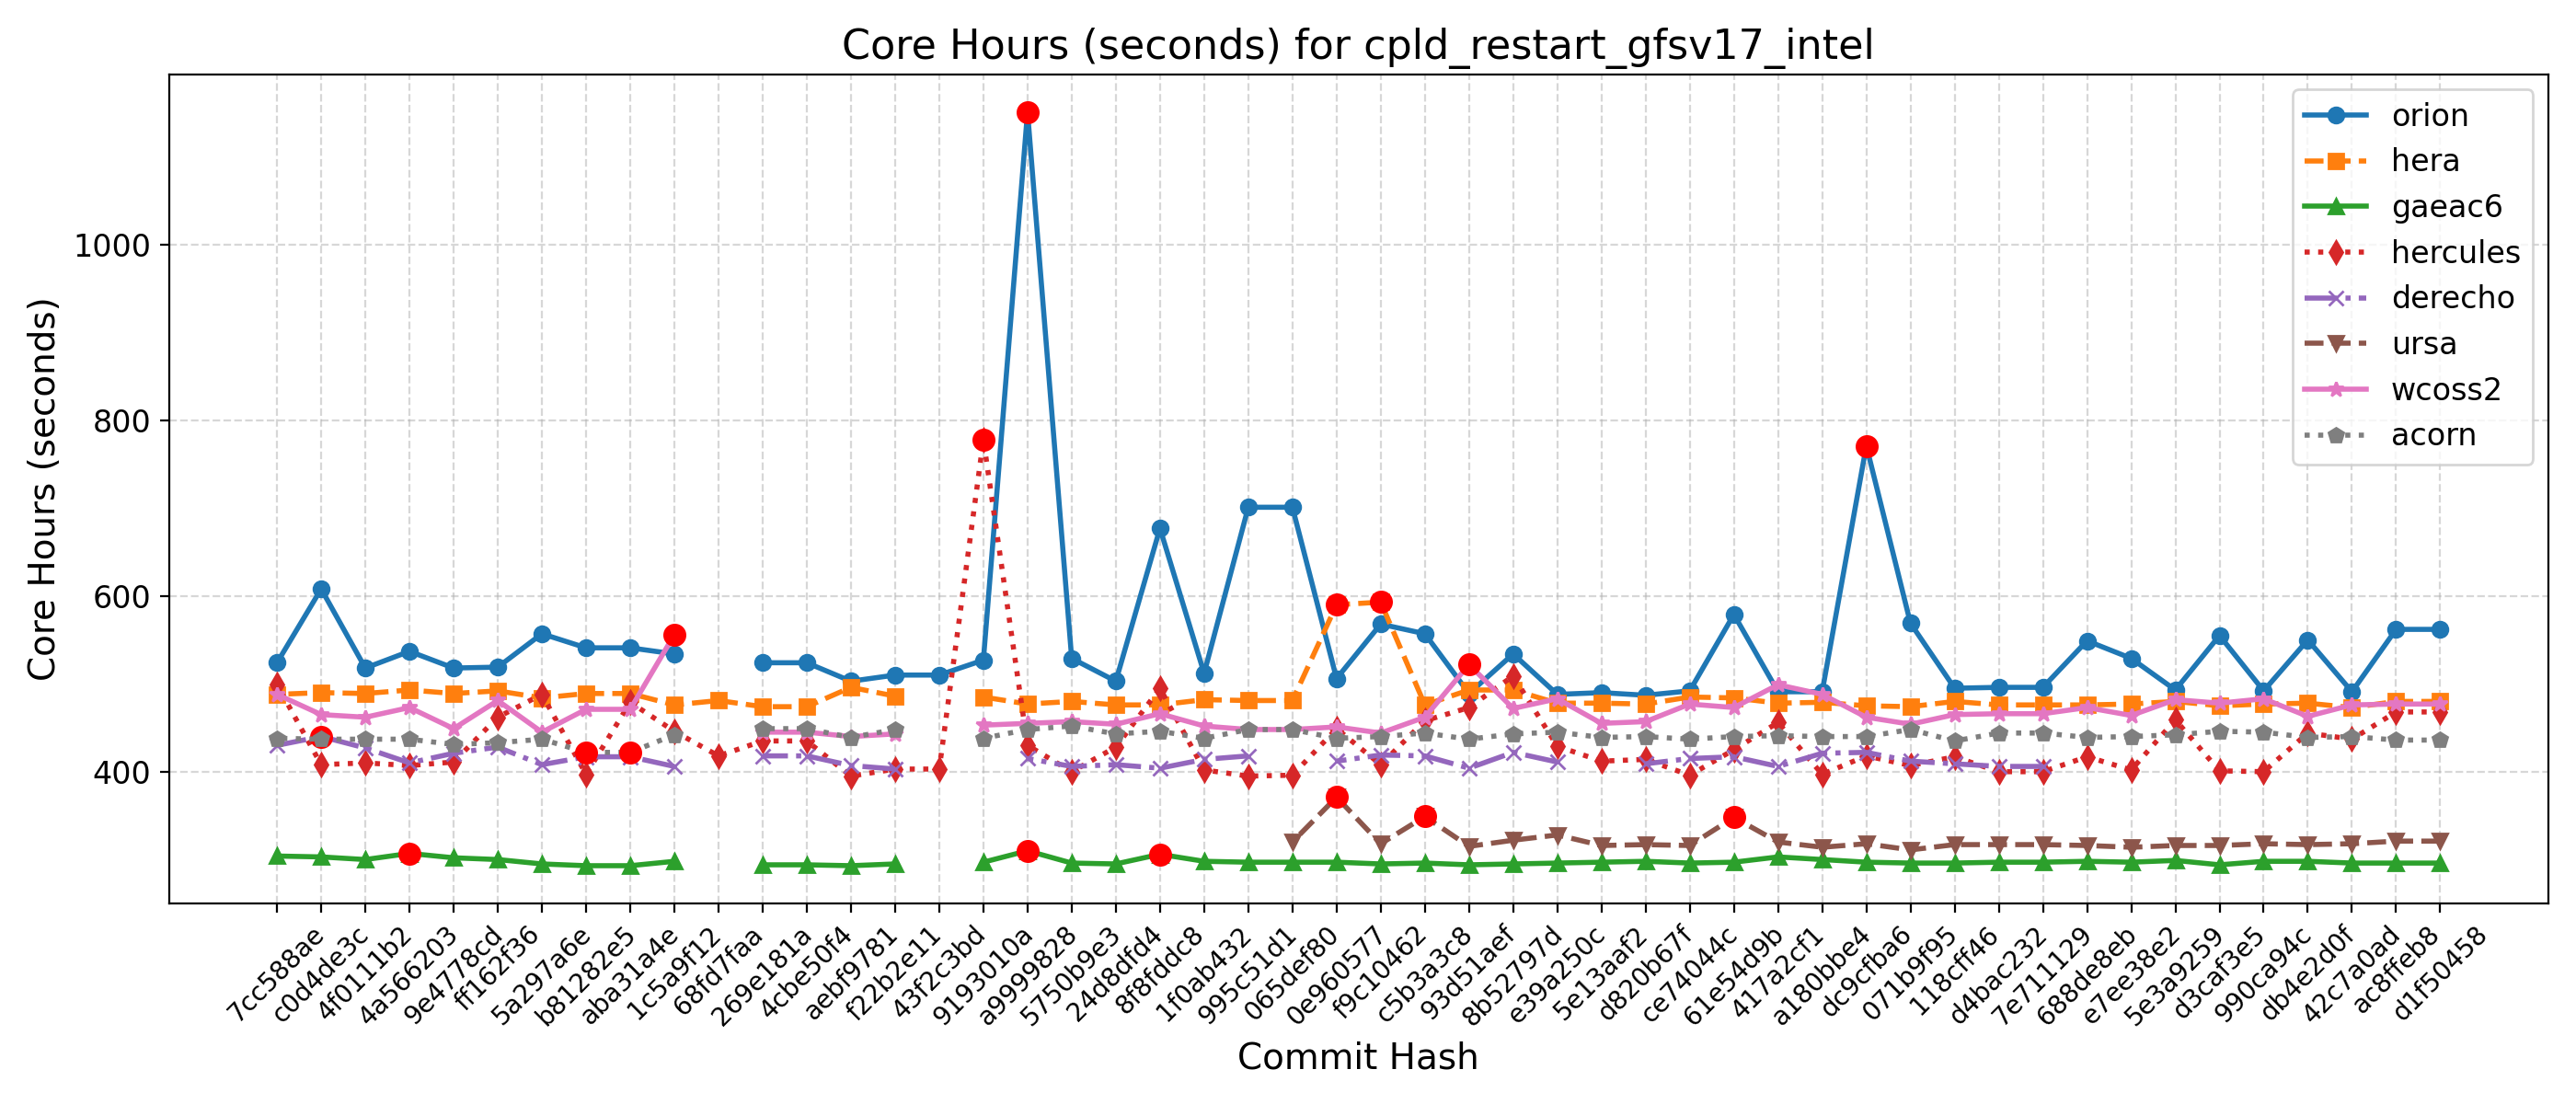 Core Hours (seconds) for cpld_restart_gfsv17_intel
Core Hours (seconds)
1000
800
600
400
orion
hera
gaeac6
hercules
derecho
ursa
wcoss2
acorn
7cc588ae
c0d4de3c
4f0111b2
4a566203
9e4778cd
ff162f36
5a297a6e
b81282e5
aba31a4e
1c5a9f12
68fd7faa
269e181a
4cbe50f4
aebf9781
f22b2e11
43f2c3bd
9193010a
a9999828
5750b9e3
24d8dfd4
8f8fddc8
1f0ab432
995c51d1
065def80
0e960577
f9c10462
c5b3a3c8
93d51aef
8b52797d
e39a250c
5e13aaf2
d820b67f
ce74044c
61e54d9b
417a2cf1
a180bbe4
dc9cfba6
071b9f95
118cff46
d4bac232
7e711129
688de8eb
e7ee38e2
5e3a9259
d3caf3e5
990ca94c
db4e2d0f
42c7a0ad
ac8ffeb8
d1f50458
Commit Hash